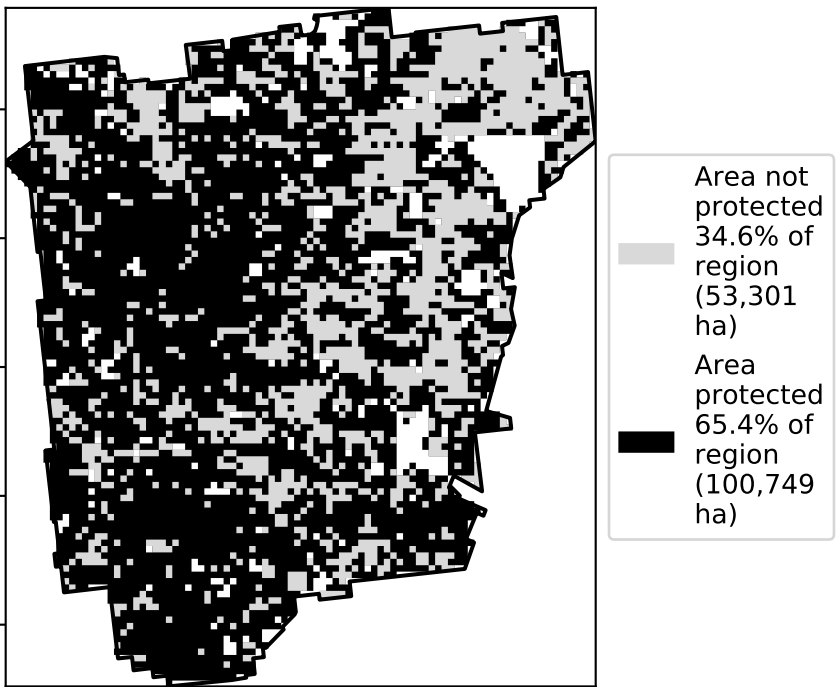 Area not
protected
34.6% of
region
(53,301
ha)
Area
protected
65.4% of
region
(100,749
ha)